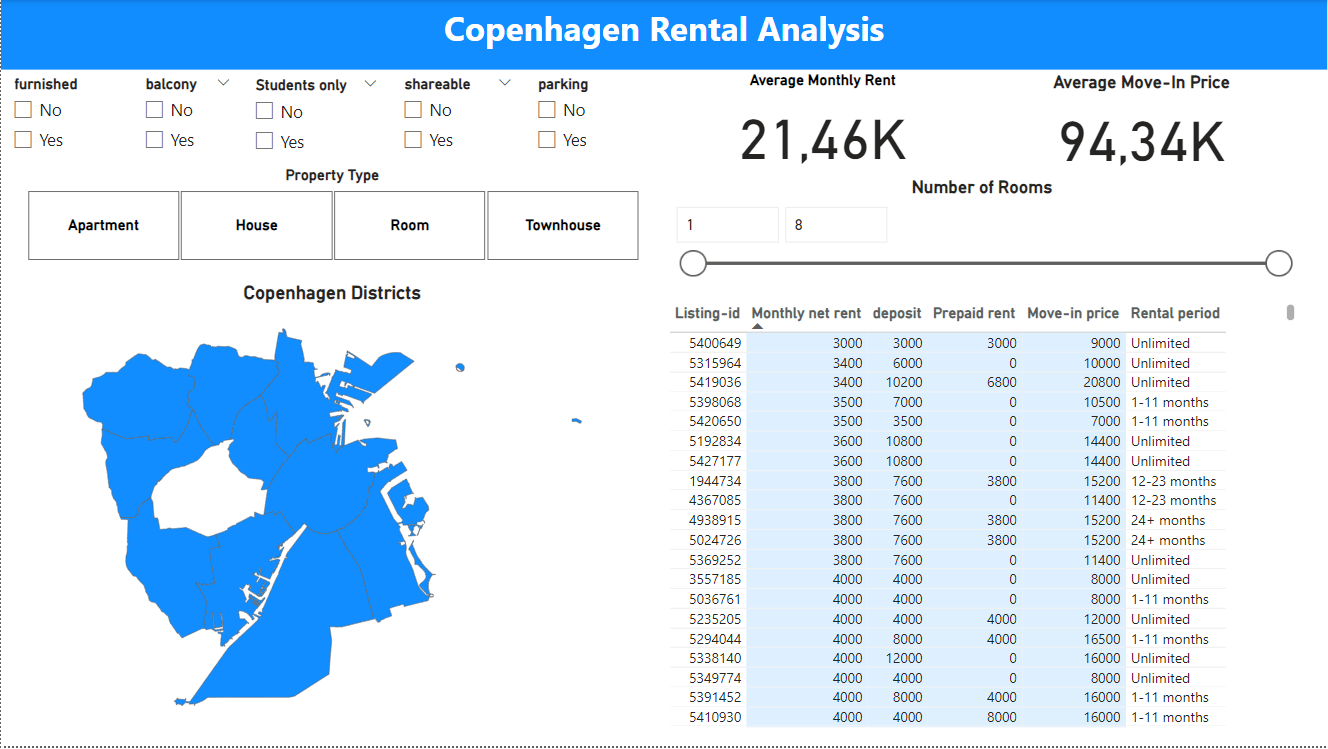 Copenhagen Rental Analysis
furnished balcony Students only shareable parking
No No No No No
Yes Yes Yes Yes Yes
Average Monthly Rent Average Move-In Price
21,46K 94,34K
Property Type
Apartment House Room Townhouse
Number of Rooms
1 8
Copenhagen Districts
Listing-id Monthly net rent deposit Prepaid rent Move-in price Rental period
5400649 3000 3000 3000 9000 Unlimited
5315964 3400 6000 0 10000 Unlimited
5419036 3400 10200 6800 20800 Unlimited
5398068 3500 7000 0 10500 1-11 months
5420650 3500 3500 0 7000 1-11 months
5192834 3600 10800 0 14400 Unlimited
5427177 3600 10800 0 14400 Unlimited
1944734 3800 7600 3800 15200 12-23 months
4367085 3800 7600 0 11400 12-23 months
4938915 3800 7600 3800 15200 24+ months
5024726 3800 7600 3800 15200 24+ months
5369252 3800 7600 0 11400 Unlimited
3557185 4000 4000 0 8000 Unlimited
5036761 4000 4000 0 8000 1-11 months
5235205 4000 4000 4000 12000 Unlimited
5294044 4000 8000 4000 16500 1-11 months
5338140 4000 12000 0 16000 Unlimited
5349774 4000 4000 0 8000 Unlimited
5391452 4000 8000 4000 16000 1-11 months
5410930 4000 4000 8000 16000 1-11 months